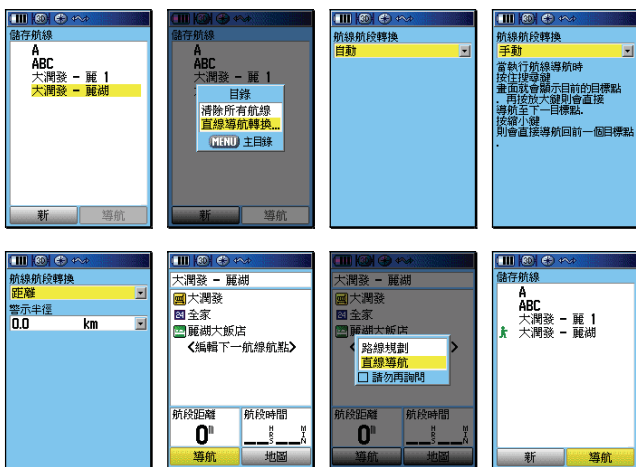 儲存航線
A
ABC
大潤發 - 麗 1
大潤發 - 麗湖
新
導航
儲存航線
A
ABC
大潤發 - 麗 1
目錄
清除所有航線
直線導航轉換...
MENU 主目錄
新
導航
航線航段轉換
自動
航線航段轉換
手動
當執行航線導航時
按住搜尋鍵
畫面就會顯示目前的目標點
. 再按放大鍵則會直接
導航至下一目標點.
按縮小鍵
則會直接導航回前一個目標點
.
航線航段轉換
距離
警示半徑
0.0 km
大潤發 - 麗湖
大潤發
全家
麗湖大飯店
<編輯下一航線航點>
航段距離
航段時間
0m
__HRS__MIN
導航
地圖
大潤發 - 麗湖
大潤發
全家
麗湖大飯店
< >
路線規劃
直線導航
請勿再詢問
航段距離
航段時間
0m
__HRS__MIN
導航
地圖
儲存航線
A
ABC
大潤發 - 麗 1
大潤發 - 麗湖
新
導航